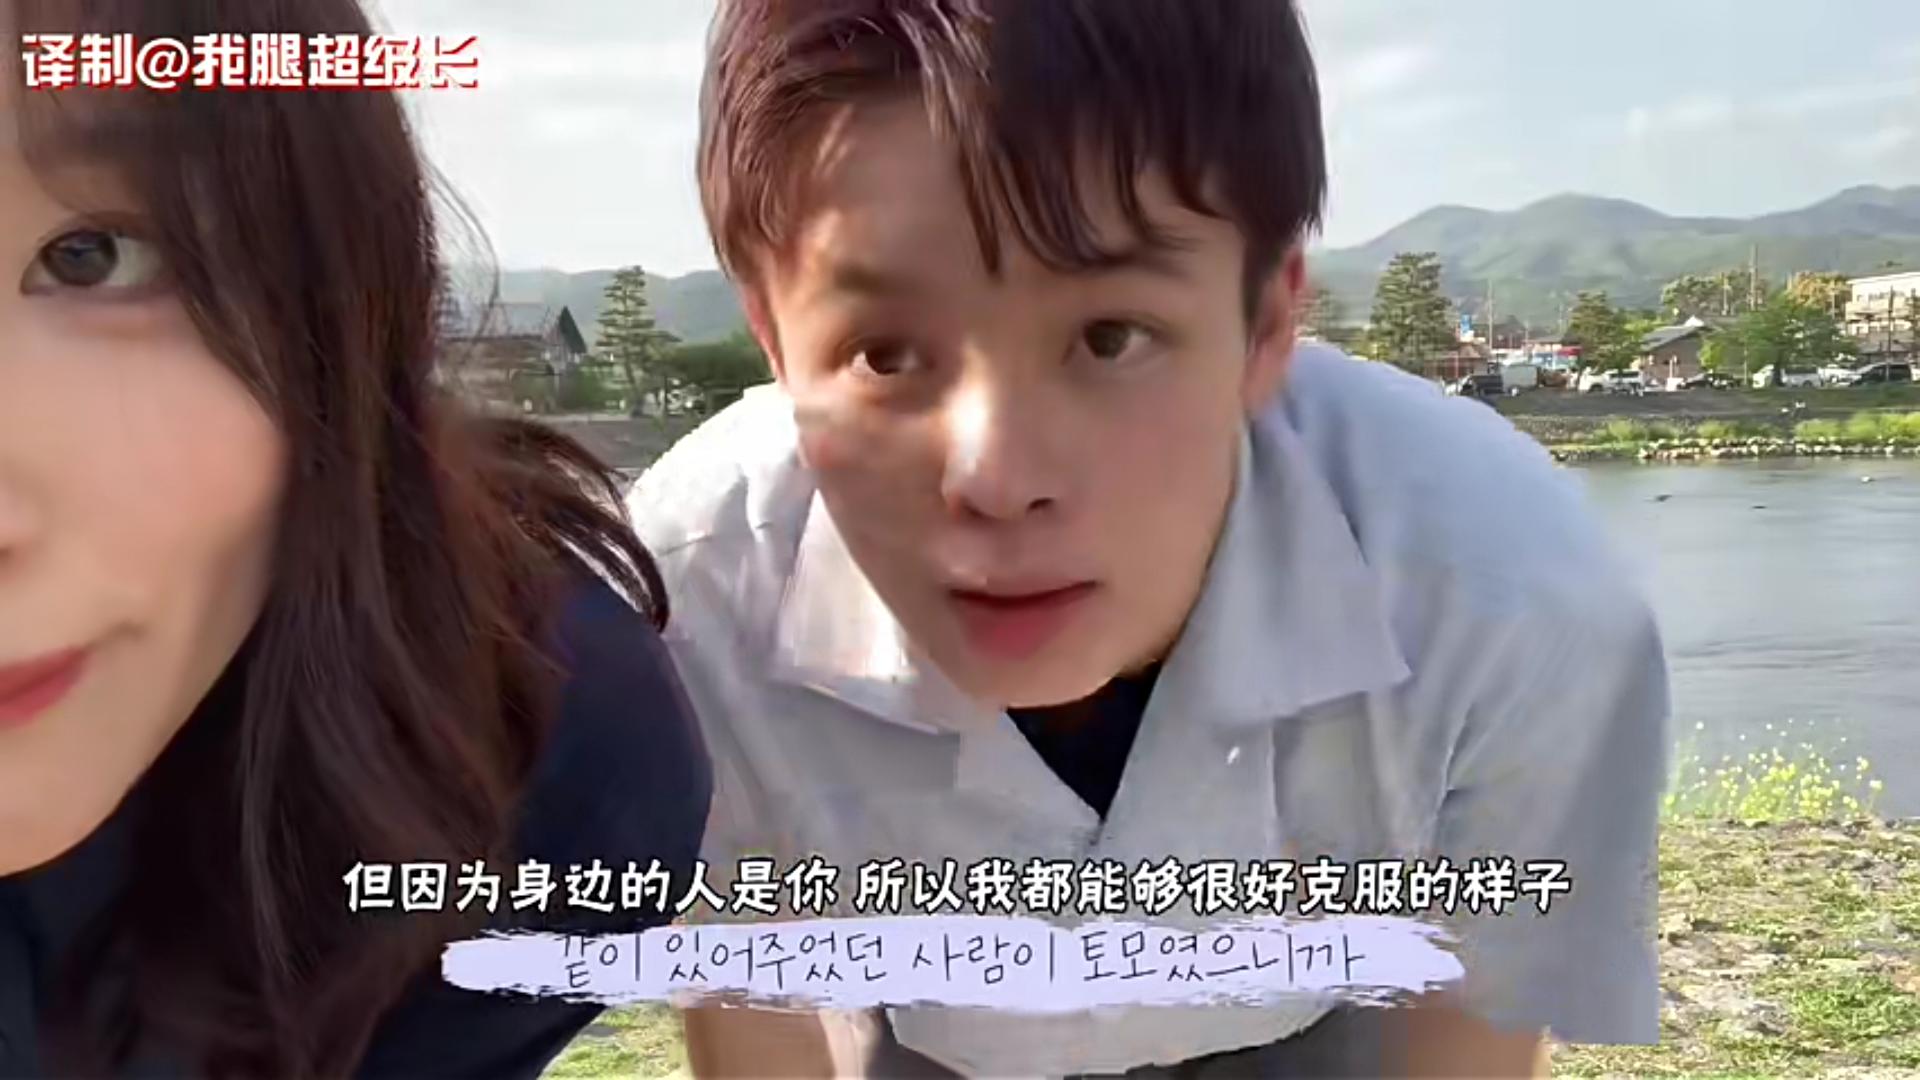 译制@我腿超级长
但因为身边的人是你 所以我都能够很好克服的样子
같이 있어주었던 사람이 토모였으니까